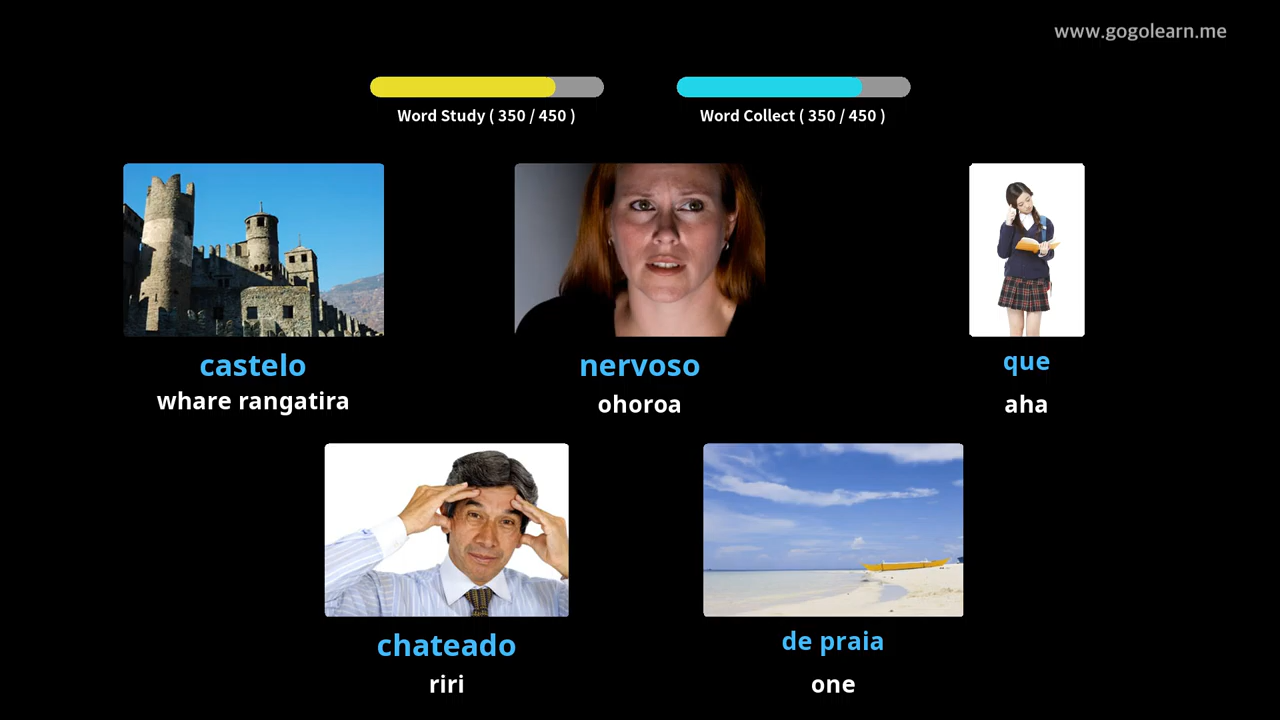 www.gogolearn.me
Word Study ( 350 / 450 )
Word Collect ( 350 / 450 )
castelo
whare rangatira
nervoso
ohoroa
que
aha
chateado
riri
de praia
one